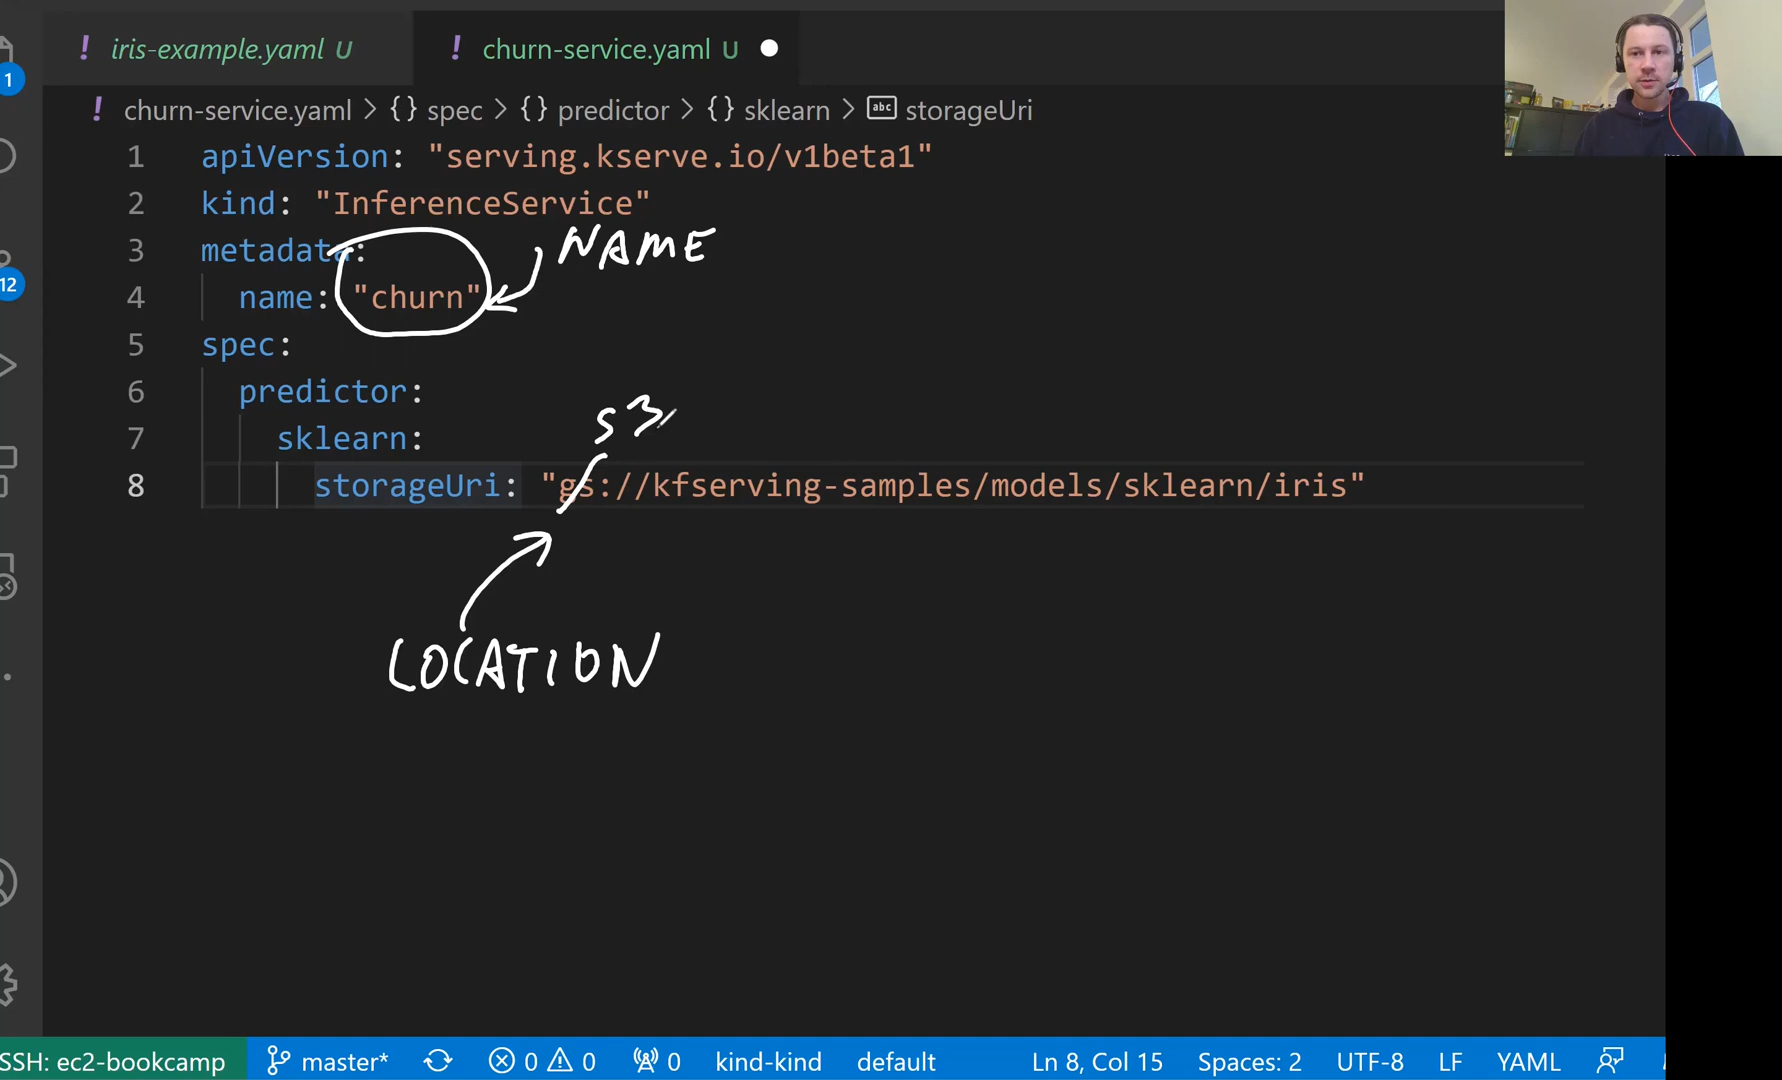 ! iris-example.yaml U ! churn-service.yaml U
! churn-service.yaml > {} spec > {} predictor > {} sklearn > abc storageUri
1 apiVersion: "serving.kserve.io/v1beta1"
2 kind: "InferenceService"
3 metadata:
NAME
4 name: "churn"
5 spec:
6 predictor:
S3
7 sklearn:
8 storageUri: "gs://kfserving-samples/models/sklearn/iris"
LOCATION
1
12
SSH: ec2-bookcamp master* 0 0 0 kind-kind default Ln 8, Col 15 Spaces: 2 UTF-8 LF YAML